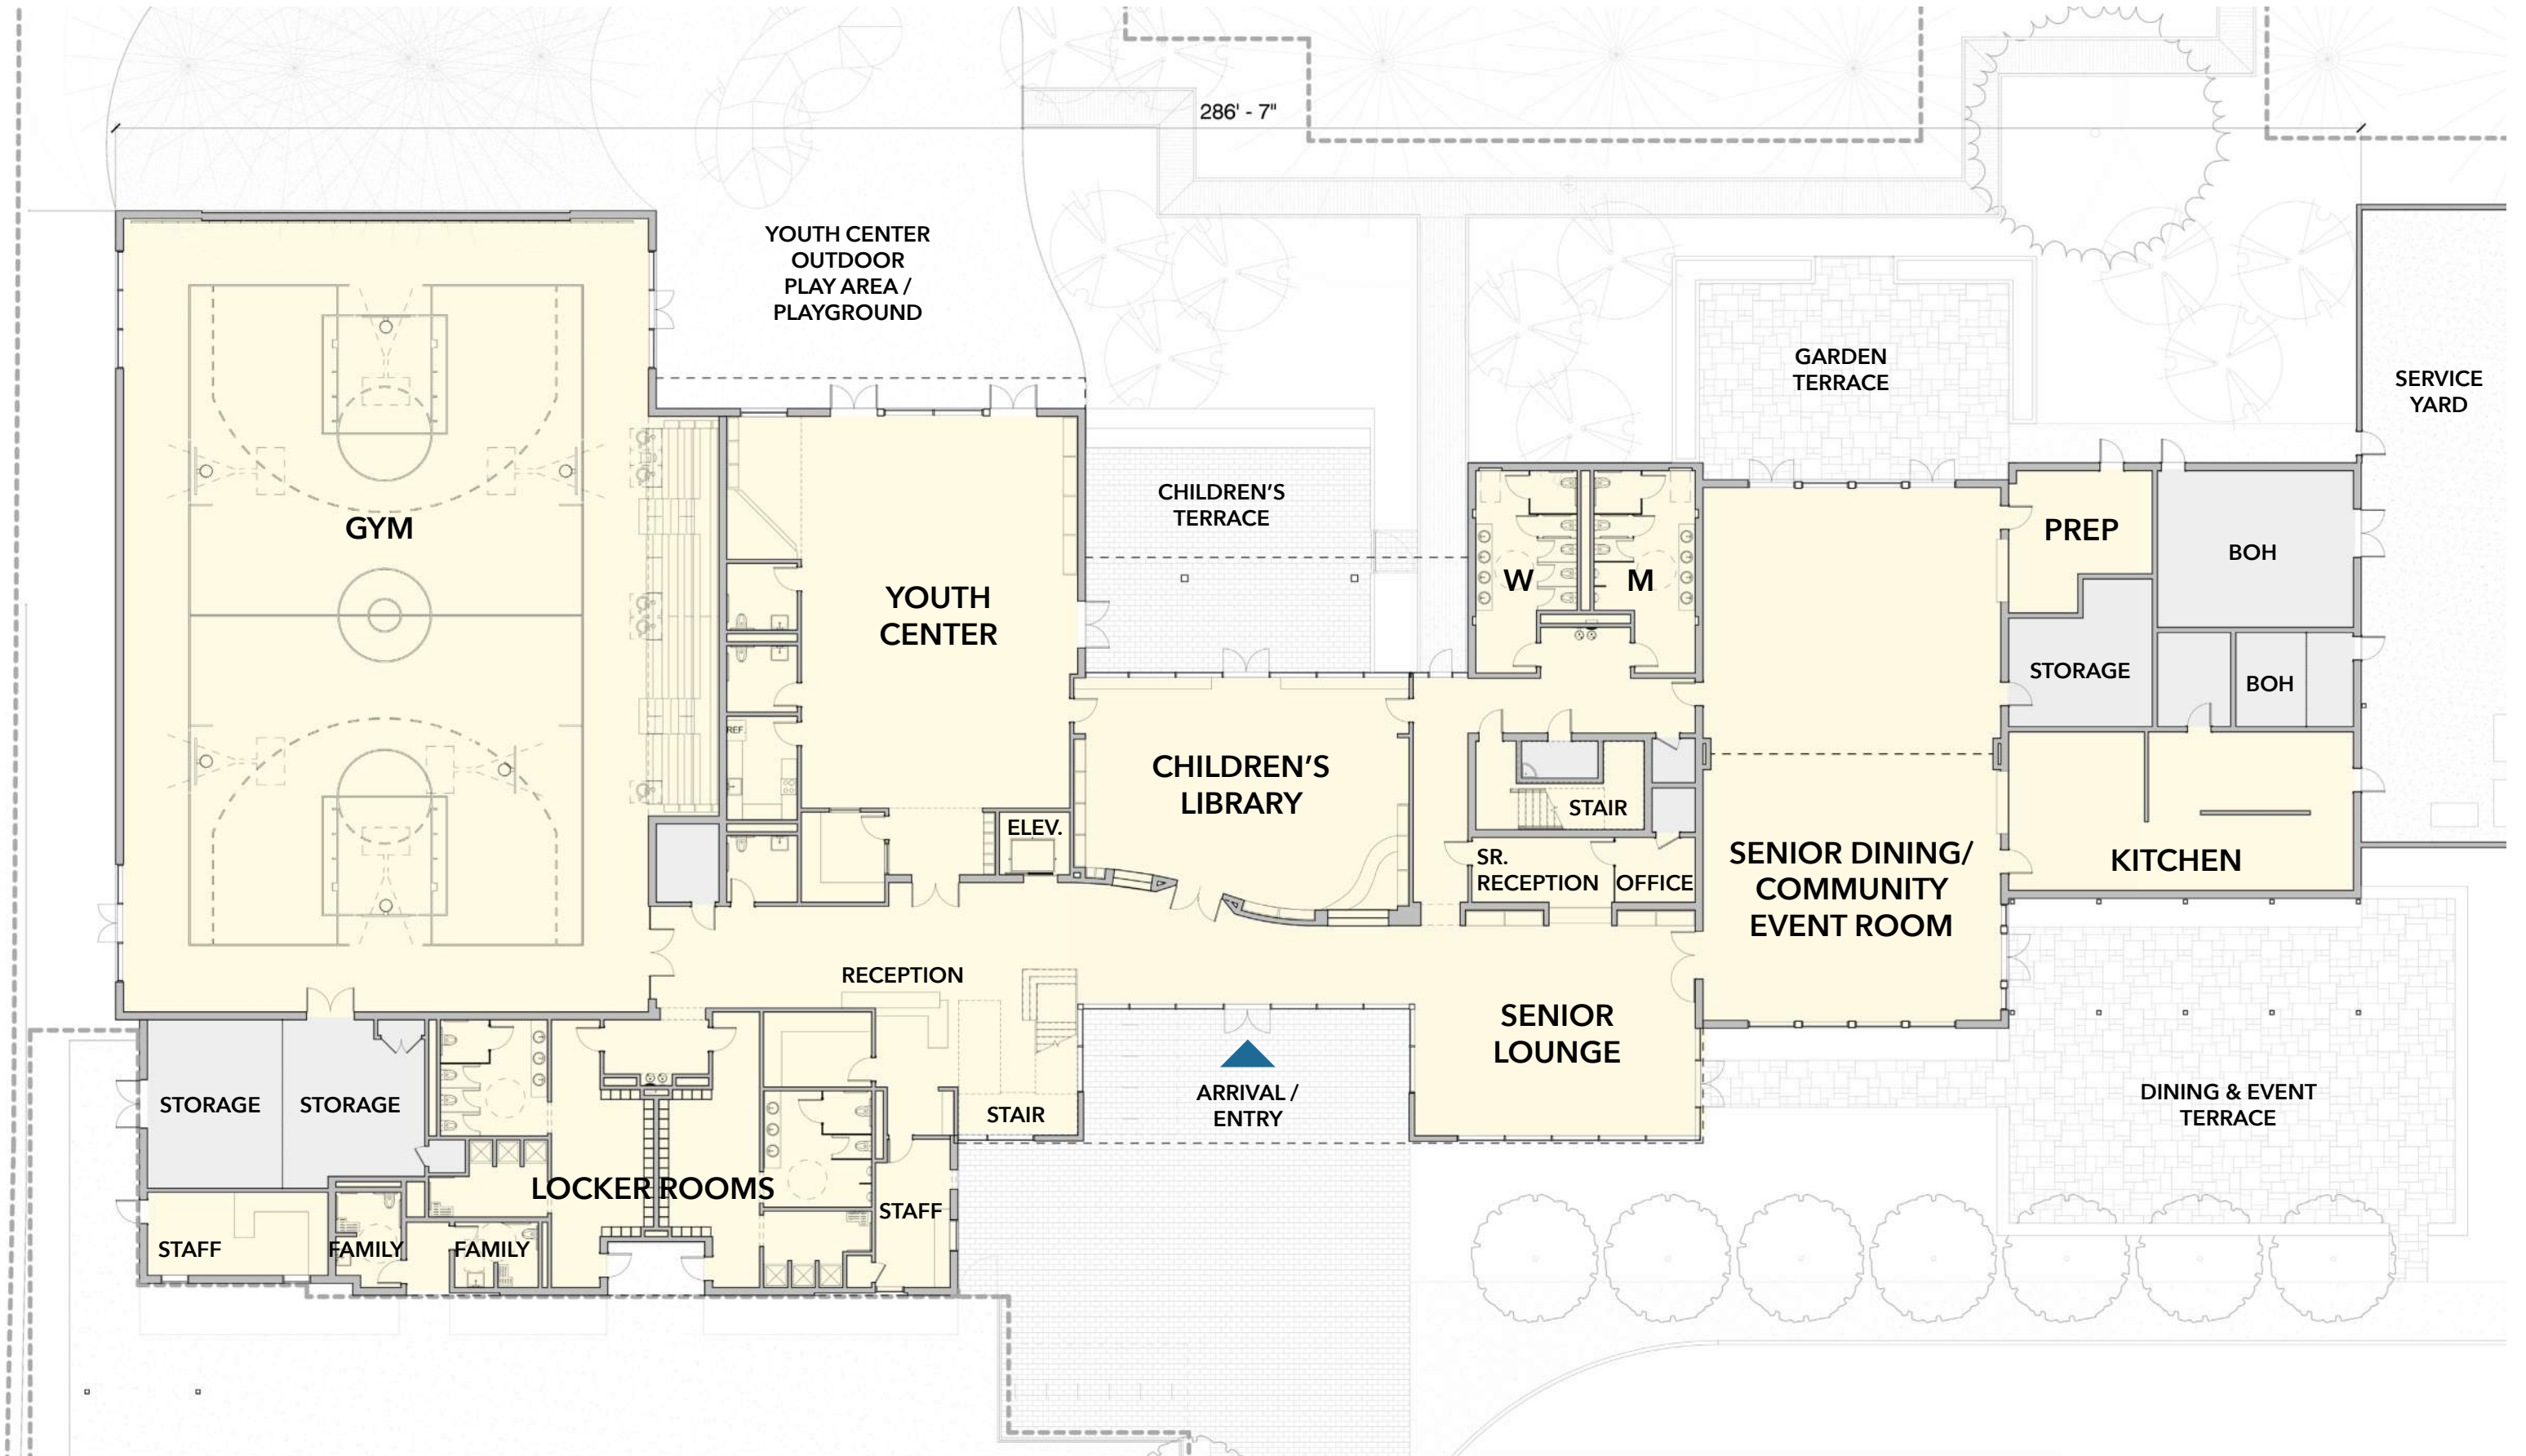 286' - 7"
YOUTH CENTER
OUTDOOR
PLAY AREA /
PLAYGROUND
GARDEN
TERRACE
SERVICE
YARD
CHILDREN'S
TERRACE
GYM
YOUTH
CENTER
W
M
PREP
BOH
STORAGE
BOH
REF.
CHILDREN'S
LIBRARY
ELEV.
STAIR
SR.
RECEPTION
OFFICE
SENIOR DINING/
COMMUNITY
EVENT ROOM
KITCHEN
RECEPTION
SENIOR
LOUNGE
ARRIVAL /
ENTRY
STAIR
DINING & EVENT
TERRACE
STORAGE
STORAGE
LOCKER ROOMS
STAFF
STAFF
FAMILY
FAMILY